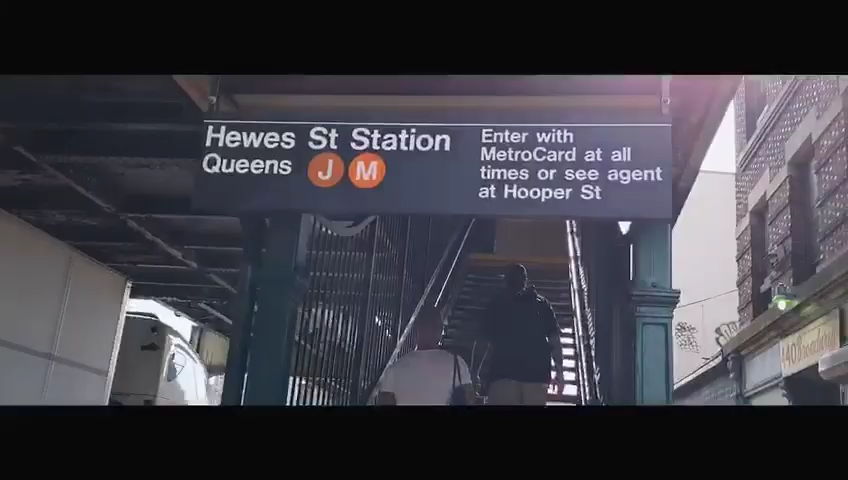 Hewes St Station
Queens J M
Enter with
MetroCard at all
times or see agent
at Hooper St